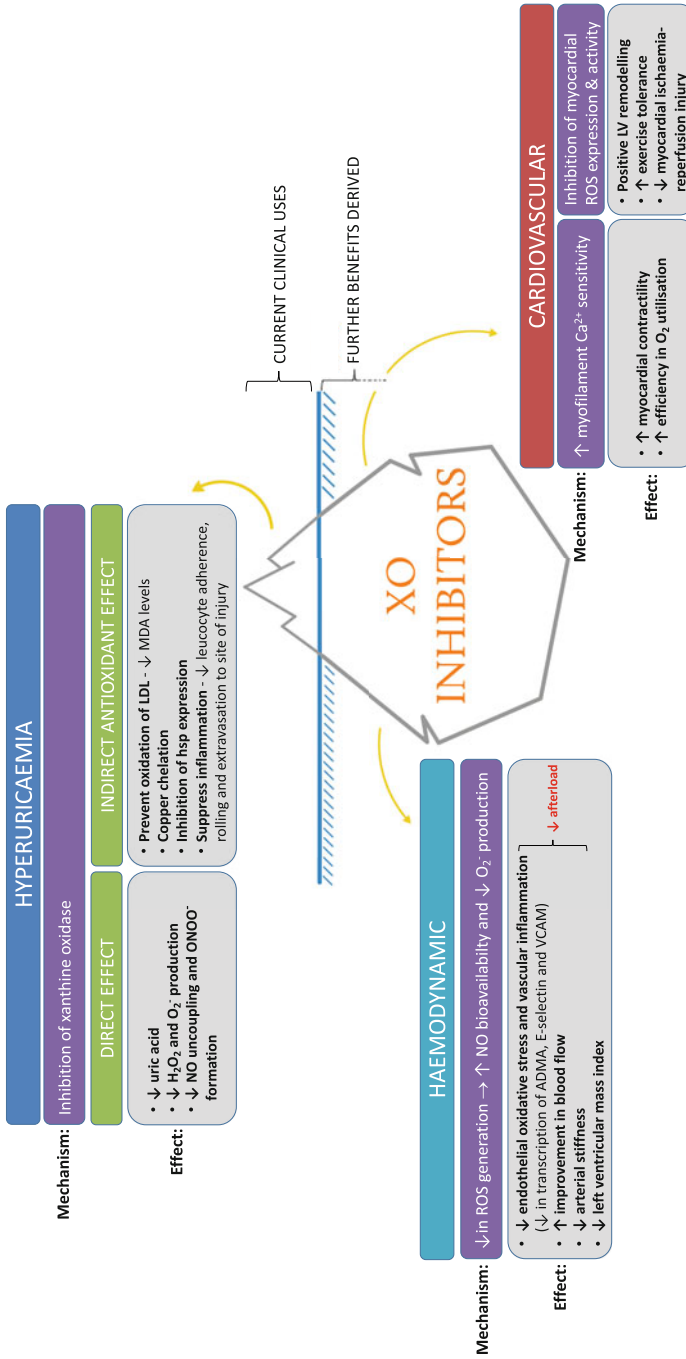 HYPERURICAEMIA
Mechanism:
Inhibition of xanthine oxidase
DIRECT EFFECT
INDIRECT ANTIOXIDANT EFFECT
Effect:
• ↓ uric acid
• ↓ H₂O₂ and O₂⁻ production
• ↓ NO uncoupling and ONOO⁻
formation
• Prevent oxidation of LDL - ↓ MDA levels
• Copper chelation
• Inhibition of hsp expression
• Suppress inflammation - ↓ leucocyte adherence,
rolling and extravasation to site of injury
CURRENT CLINICAL USES
FURTHER BENEFITS DERIVED
XO
INHIBITORS
HAEMODYNAMIC
Mechanism:
↓in ROS generation → ↑ NO bioavailabilty and ↓ O₂⁻ production
Effect:
• ↓ endothelial oxidative stress and vascular inflammation
(↓ in transcription of ADMA, E-selectin and VCAM)
• ↑ improvement in blood flow
• ↓ arterial stiffness
• ↓ left ventricular mass index
↓ afterload
CARDIOVASCULAR
Mechanism:
↑ myofilament Ca²⁺ sensitivity
Inhibition of myocardial
ROS expression & activity
Effect:
• ↑ myocardial contractility
• ↑ efficiency in O₂ utilisation
• Positive LV remodelling
• ↑ exercise tolerance
• ↓ myocardial ischaemia-
reperfusion injury